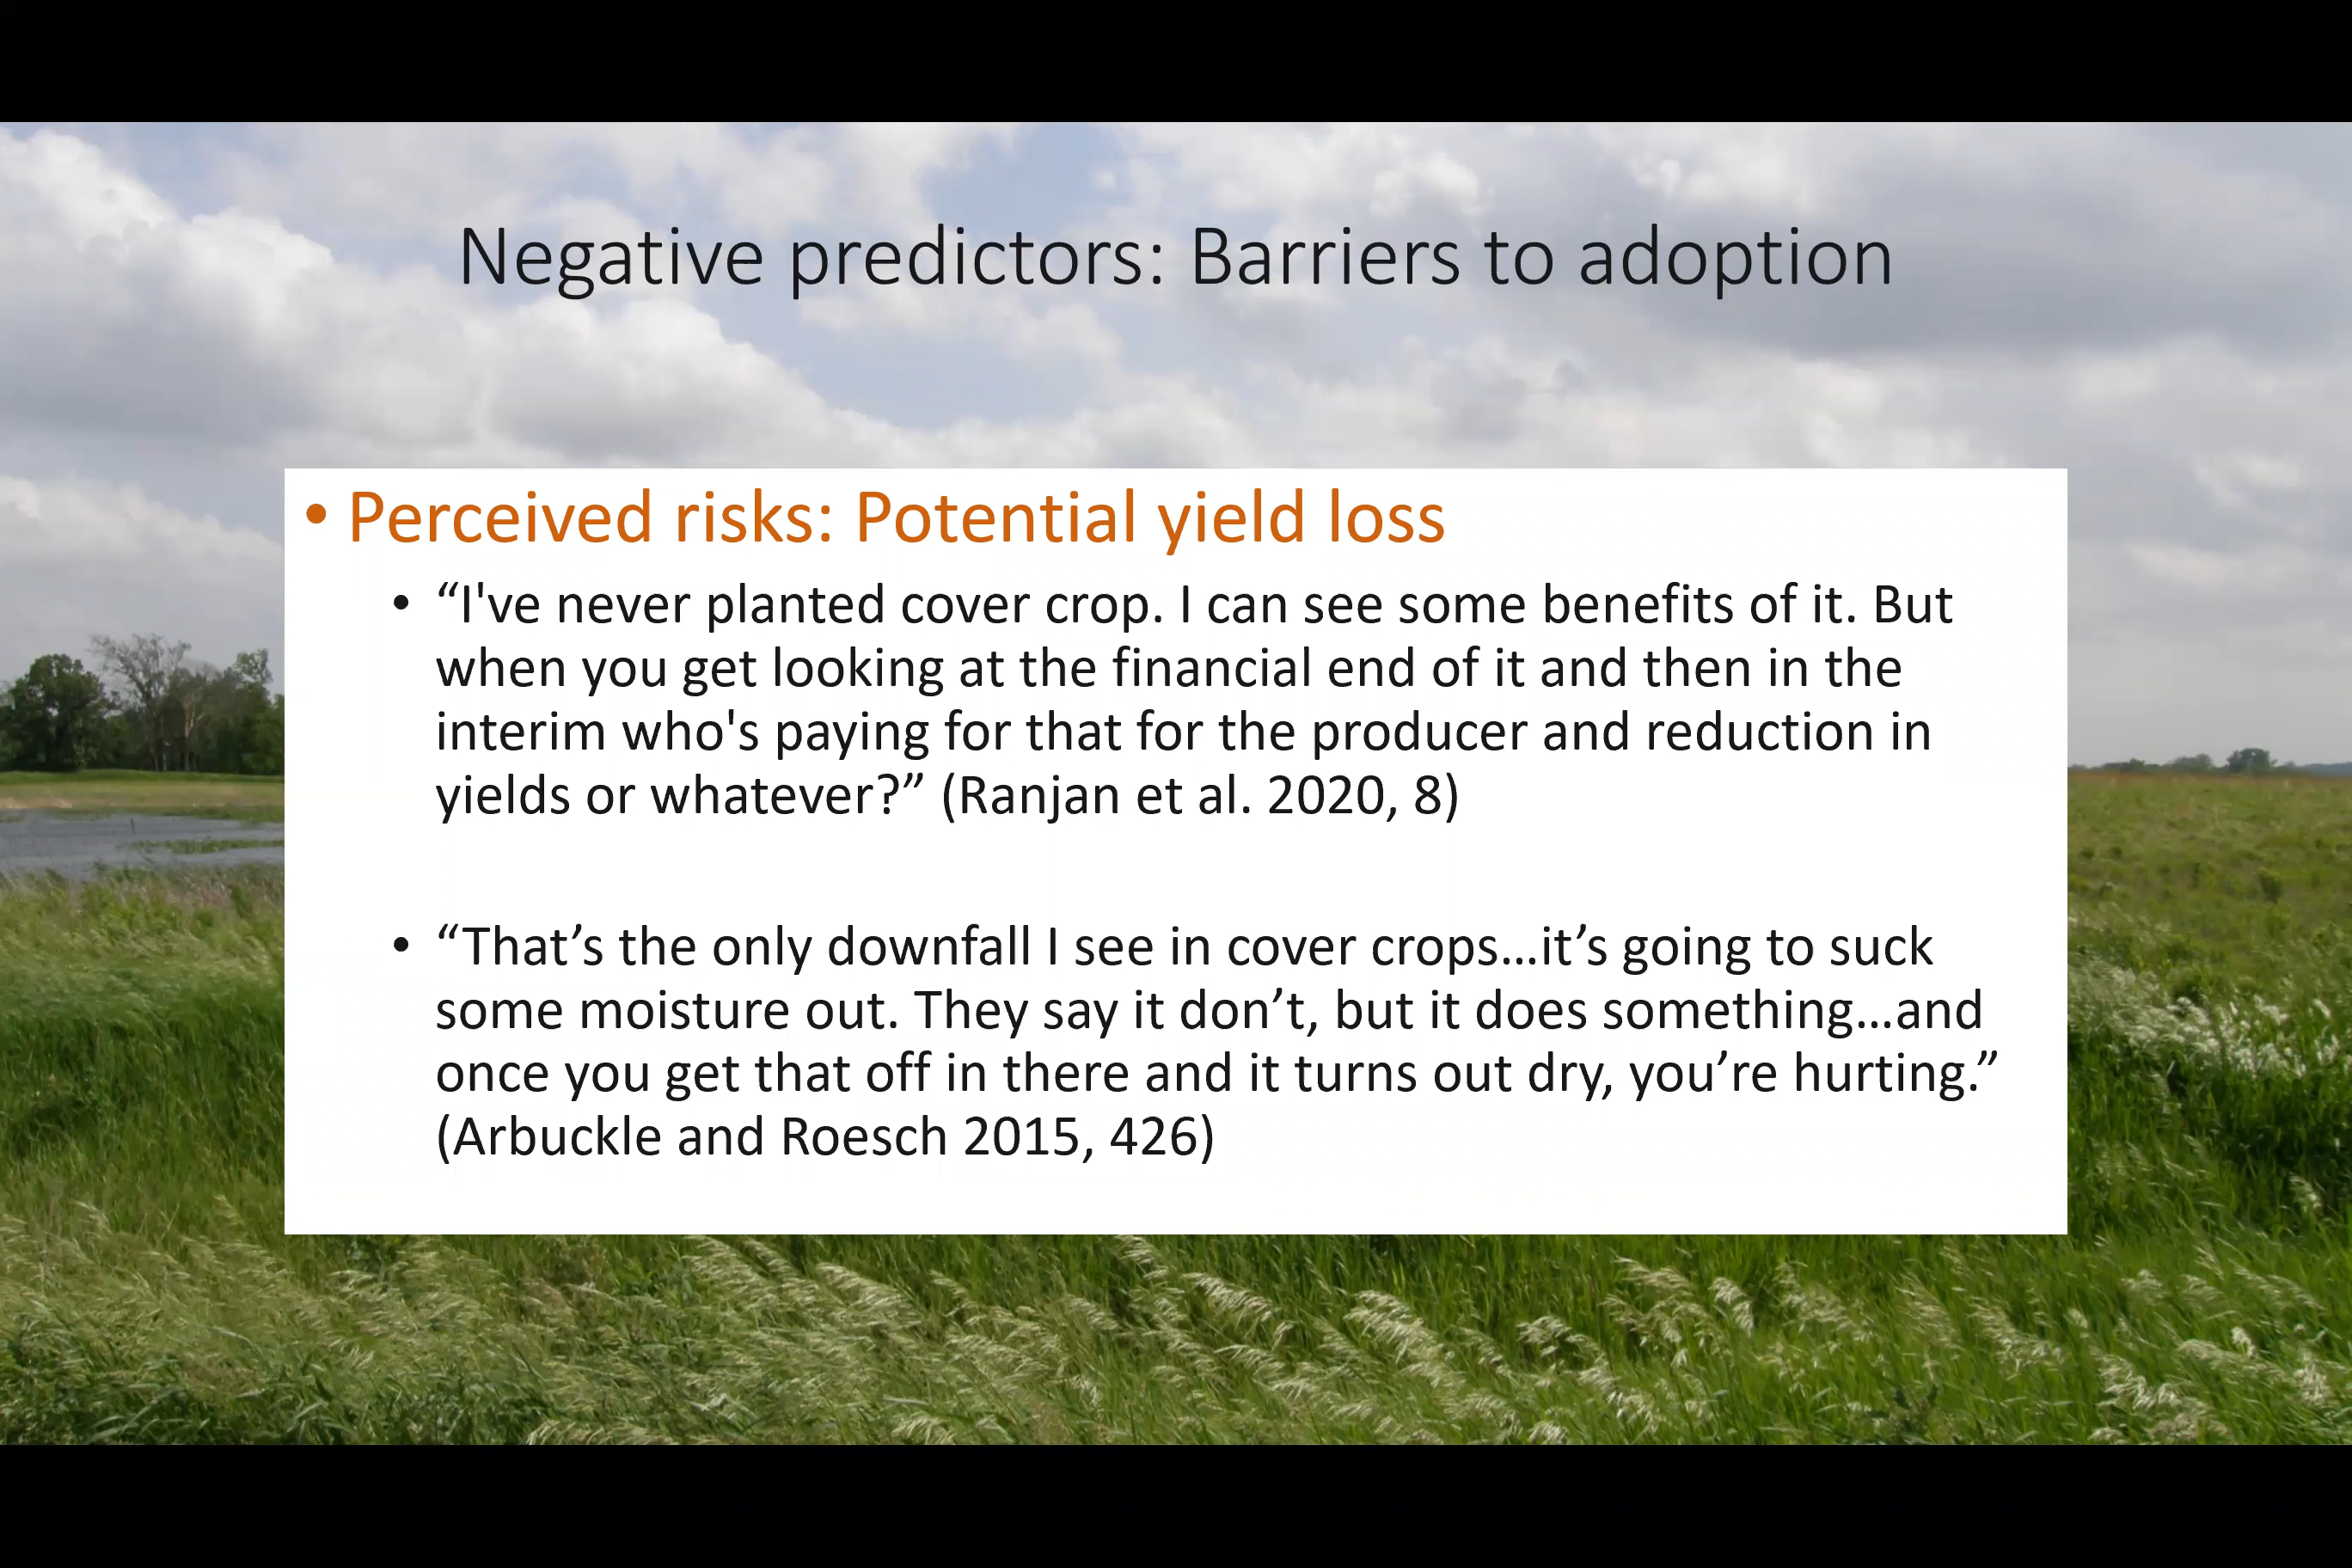 Negative predictors: Barriers to adoption
• Perceived risks: Potential yield loss
• “I've never planted cover crop. I can see some benefits of it. But
when you get looking at the financial end of it and then in the
interim who's paying for that for the producer and reduction in
yields or whatever?” (Ranjan et al. 2020, 8)
• “That’s the only downfall I see in cover crops…it’s going to suck
some moisture out. They say it don’t, but it does something…and
once you get that off in there and it turns out dry, you’re hurting.”
(Arbuckle and Roesch 2015, 426)